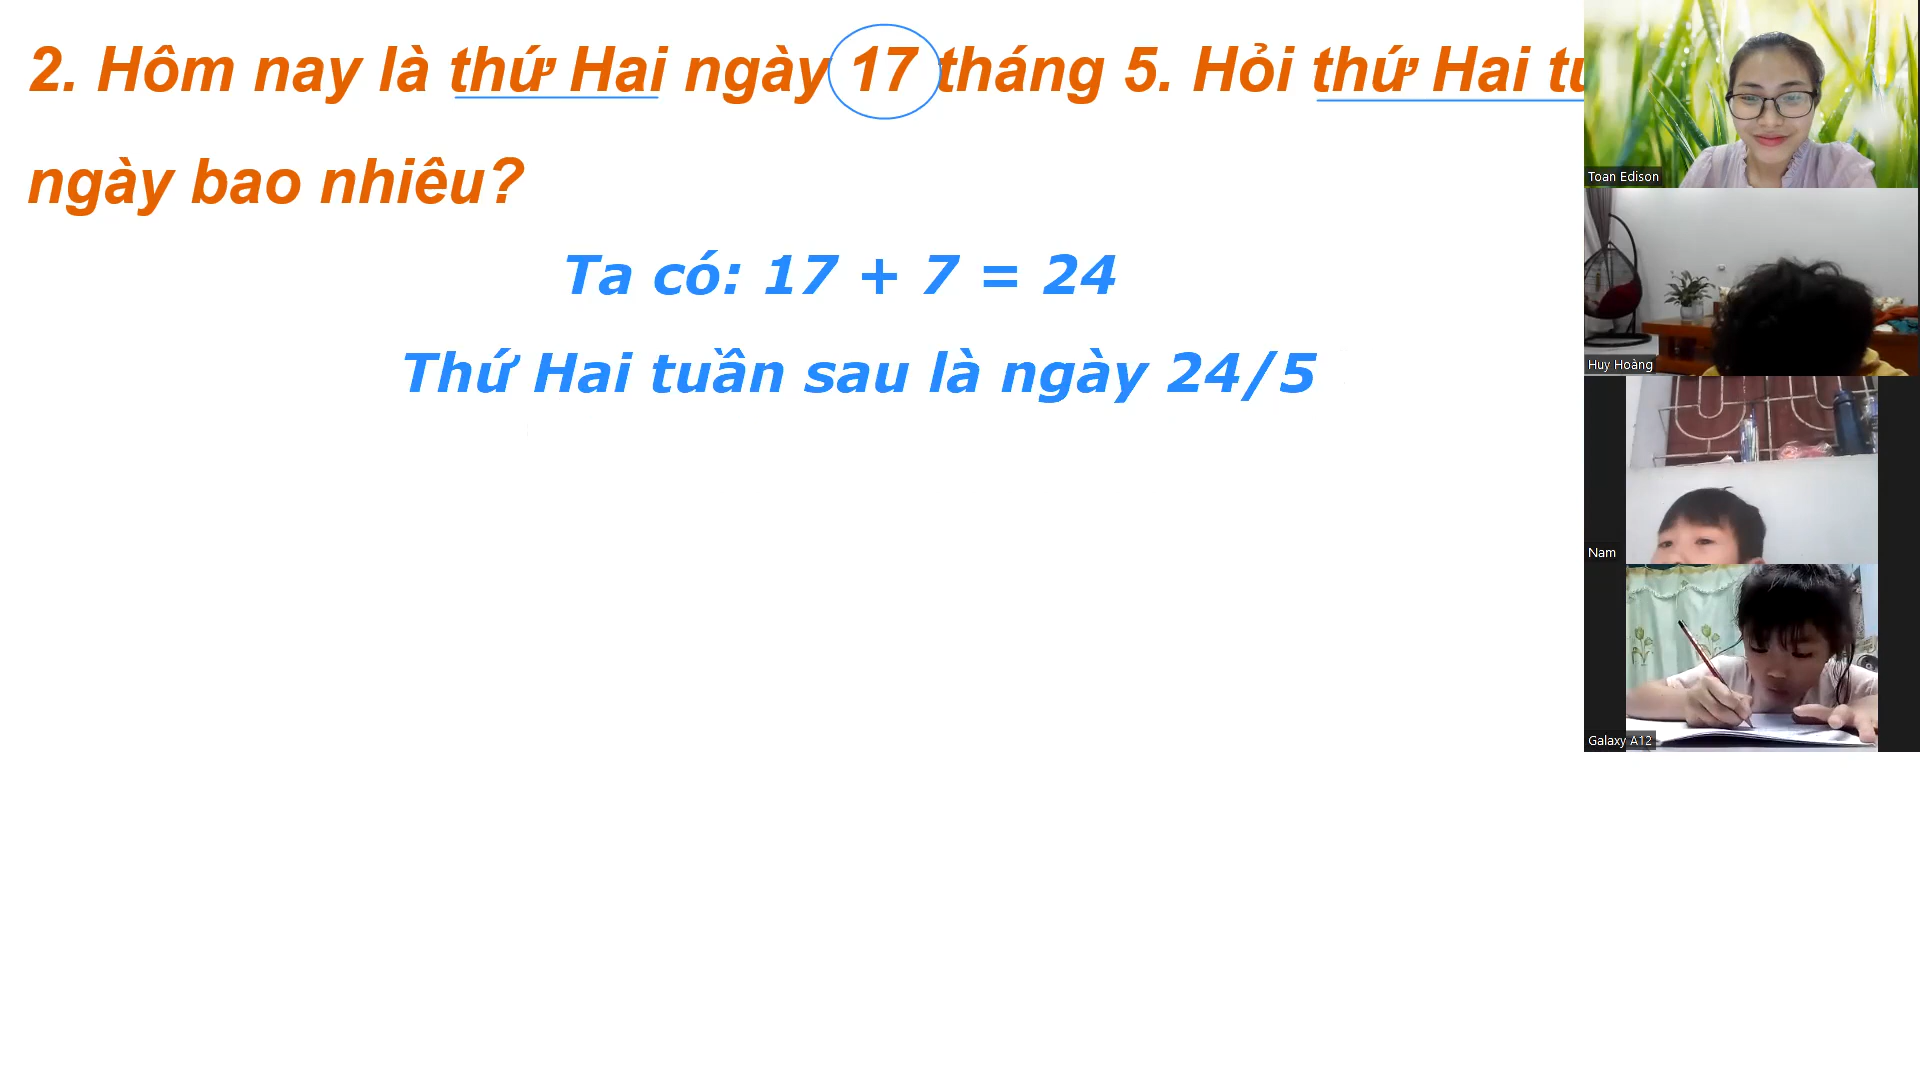 2. Hôm nay là thứ Hai ngày 17 tháng 5. Hỏi thứ Hai
ngày bao nhiêu?
Ta có: 17 + 7 = 24
Thứ Hai tuần sau là ngày 24/5
Toan Edison
Huy Hoàng
Nam
Galaxy A12